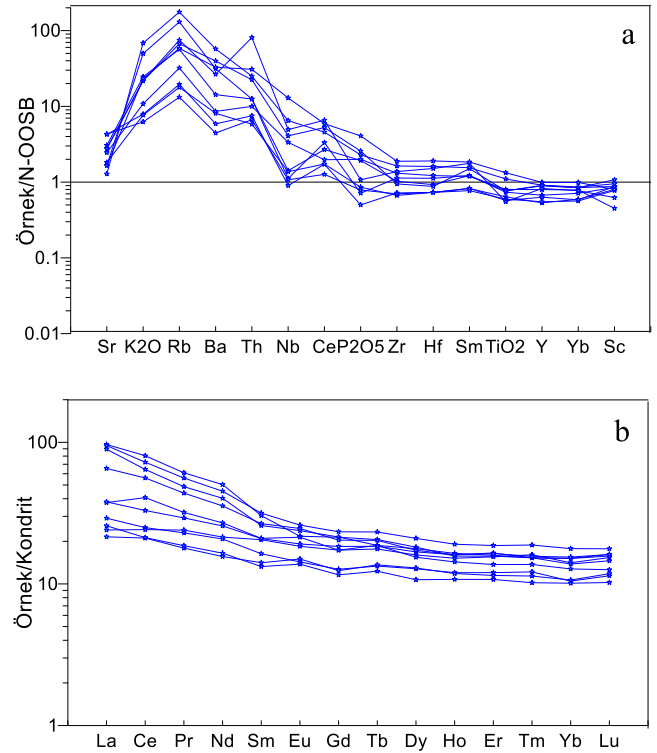 a
100
10
1
0.1
0.01
Örnek/N-OOSB
Sr K2O Rb Ba Th Nb CeP2O5 Zr Hf Sm TiO2 Y Yb Sc
b
100
10
1
Örnek/Kondrit
La Ce Pr Nd Sm Eu Gd Tb Dy Ho Er Tm Yb Lu